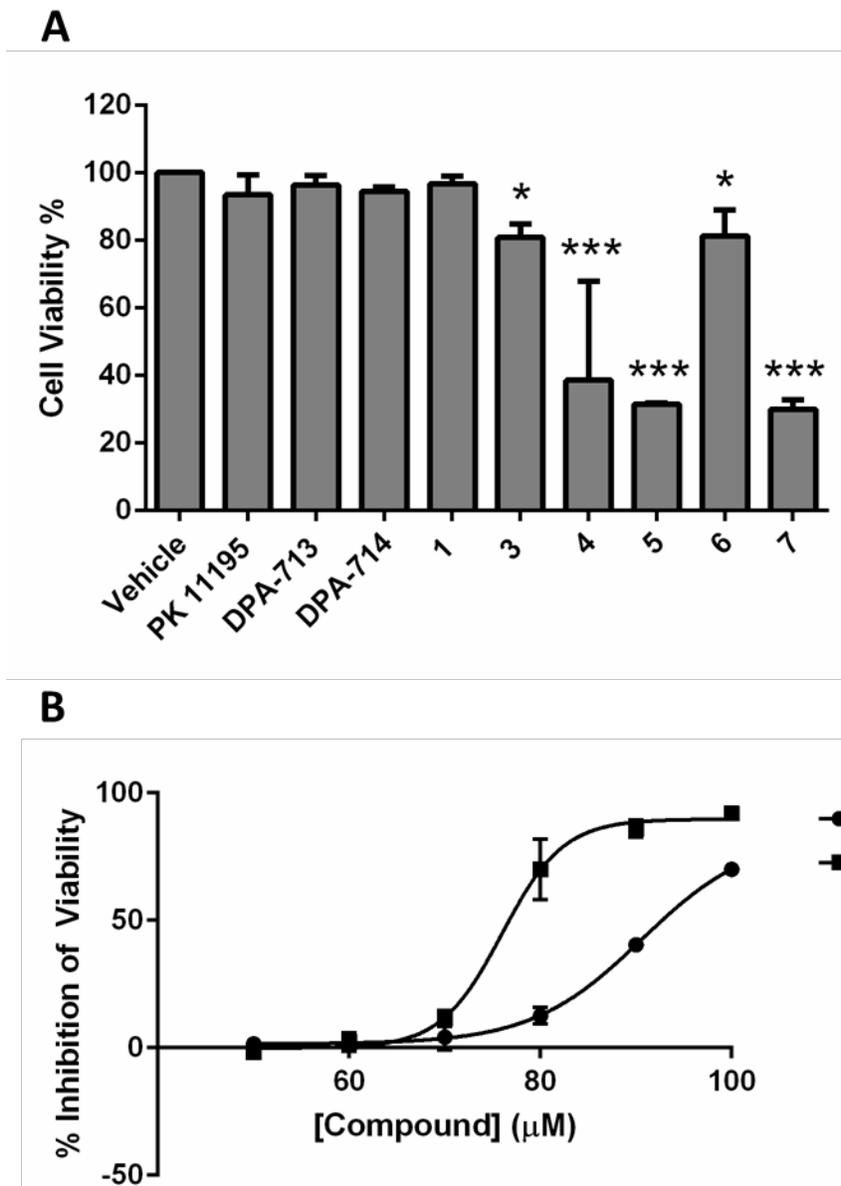 A
120
100
80
60
40
20
0
Cell Viability %
*
***
***
*
***
Vehicle
PK 11195
DPA-713
DPA-714
1
3
4
5
6
7
B
100
50
0
-50
% Inhibition of Viability
60
80
100
[Compound] (μM)